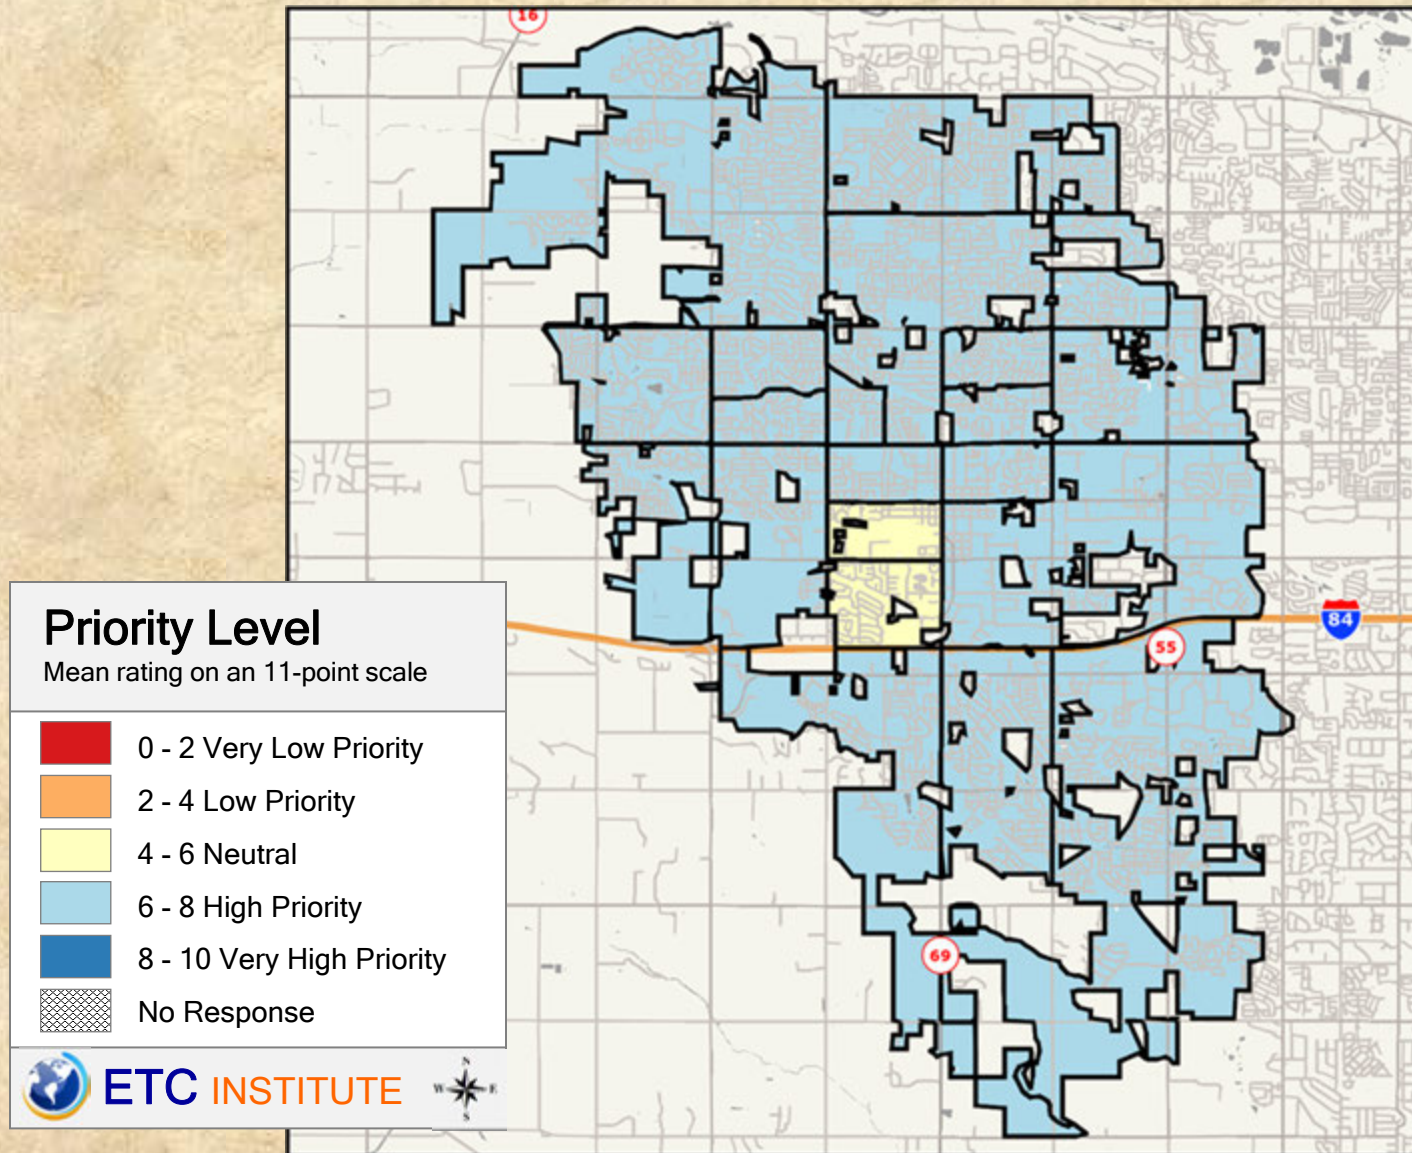 16
84
55
69
Priority Level
Mean rating on an 11-point scale
0 - 2 Very Low Priority
2 - 4 Low Priority
4 - 6 Neutral
6 - 8 High Priority
8 - 10 Very High Priority
No Response
ETC INSTITUTE
N
W E
S